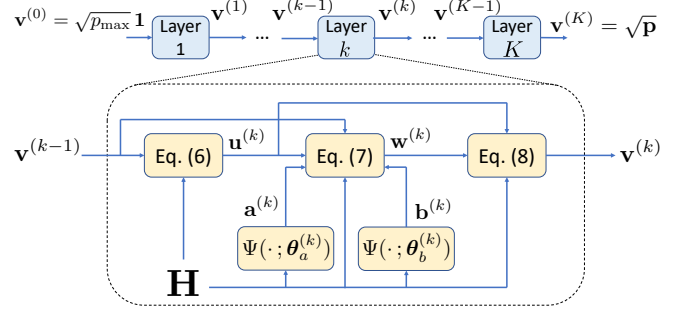 v^(0) = √p_max 1 Layer 1 v^(1) ... v^(k−1) Layer k v^(k) ... v^(K−1) Layer K v^(K) = √p
v^(k−1) Eq. (6) u^(k) Eq. (7) w^(k) Eq. (8) v^(k)
a^(k) b^(k)
Ψ(· ; θ_a^(k)) Ψ(· ; θ_b^(k))
H